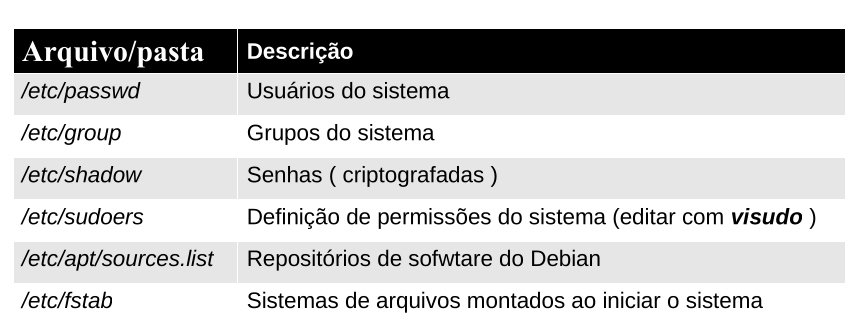 Arquivo/pasta Descrição
/etc/passwd Usuários do sistema
/etc/group Grupos do sistema
/etc/shadow Senhas ( criptografadas )
/etc/sudoers Definição de permissões do sistema (editar com visudo )
/etc/apt/sources.list Repositórios de sofwtare do Debian
/etc/fstab Sistemas de arquivos montados ao iniciar o sistema